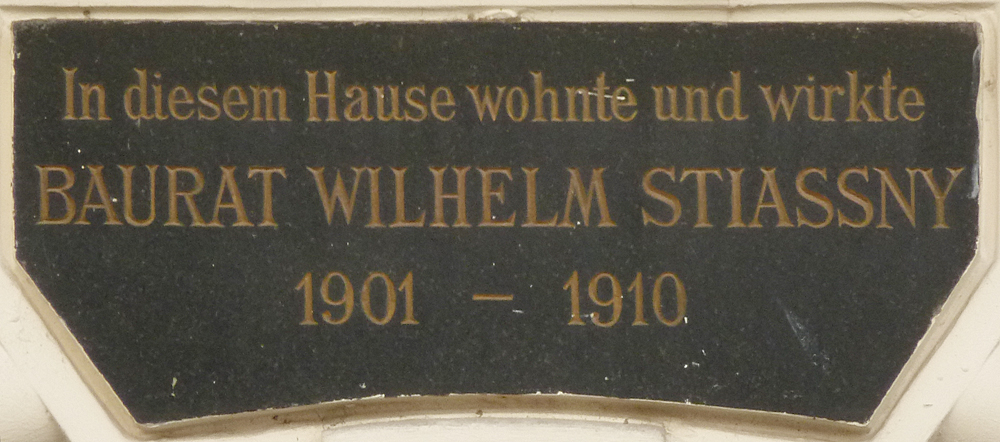 In diesem Hause wohnte und wirkte
BAURAT WILHELM STIASSNY
1901 – 1910